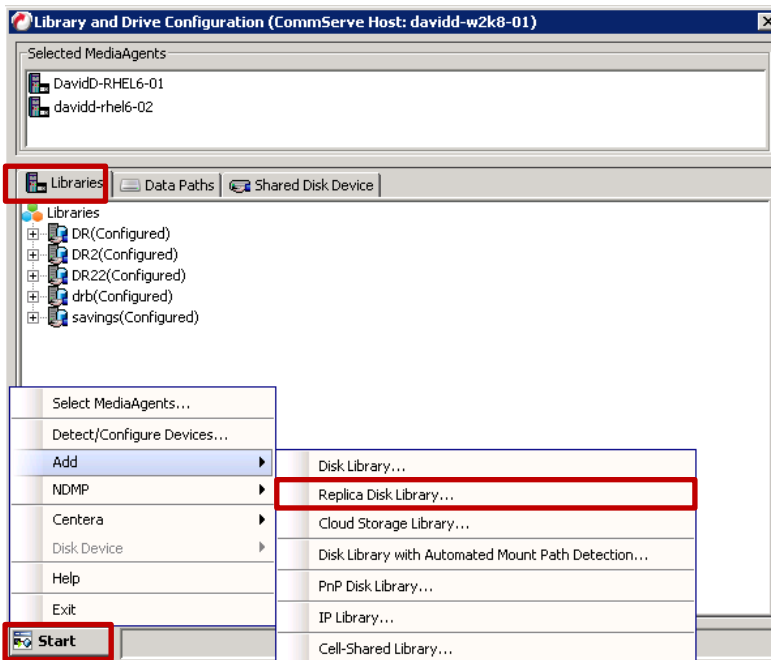 Library and Drive Configuration (CommServe Host: davidd-w2k8-01)
Selected MediaAgents
DavidD-RHEL6-01
davidd-rhel6-02
Libraries
Data Paths
Shared Disk Device
Libraries
DR(Configured)
DR2(Configured)
DR22(Configured)
drb(Configured)
savings(Configured)
Select MediaAgents...
Detect/Configure Devices...
Add
NDMP
Centera
Disk Device
Help
Exit
Start
Disk Library...
Replica Disk Library...
Cloud Storage Library...
Disk Library with Automated Mount Path Detection...
PnP Disk Library...
IP Library...
Cell-Shared Library...